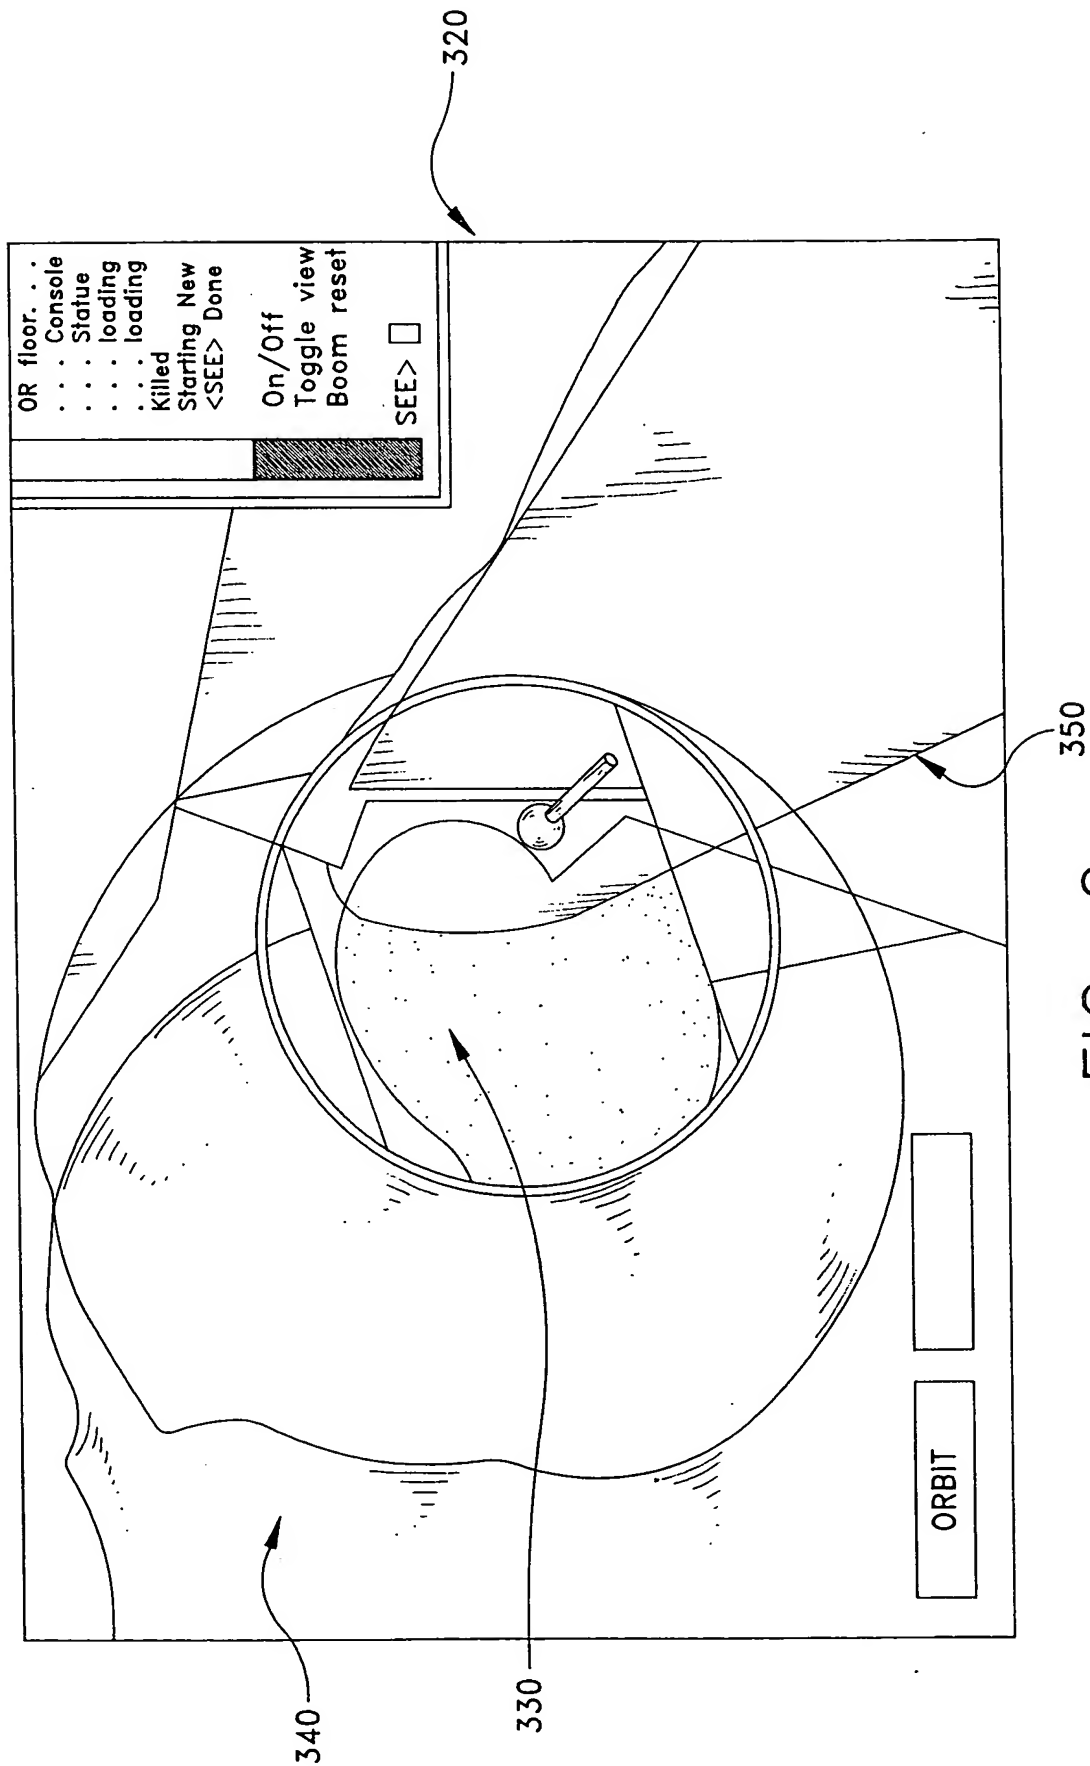 320
OR floor. . .
. . . Console
. . . Statue
. . . loading
. . . loading
Killed
Starting New
<SEE> Done
On/Off
Toggle view
Boom reset
SEE>
350
340
330
ORBIT